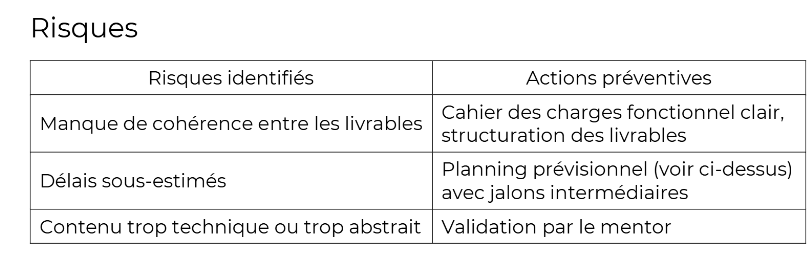 Risques
Risques identifiés
Actions préventives
Manque de cohérence entre les livrables
Cahier des charges fonctionnel clair,
structuration des livrables
Délais sous-estimés
Planning prévisionnel (voir ci-dessus)
avec jalons intermédiaires
Contenu trop technique ou trop abstrait
Validation par le mentor